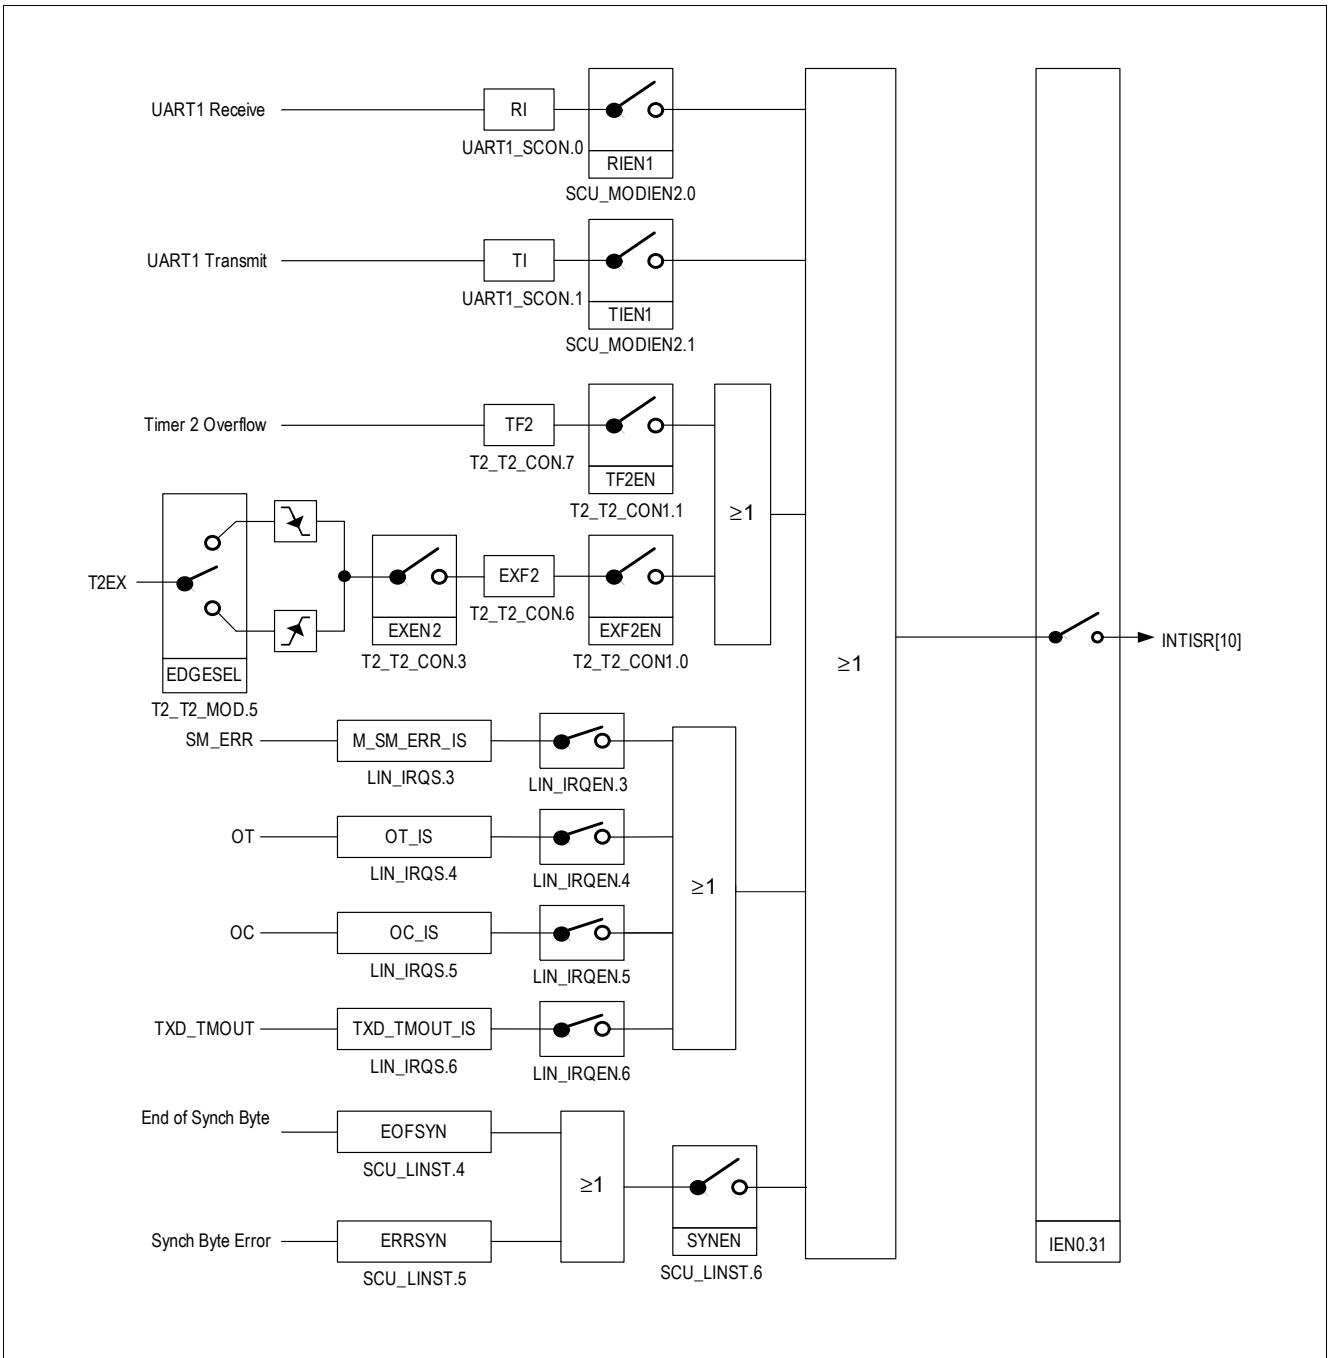 UART1 Receive
RI
UART1_SCON.0
RIEN1
SCU_MODIEN2.0
UART1 Transmit
TI
UART1_SCON.1
TIEN1
SCU_MODIEN2.1
Timer 2 Overflow
TF2
T2_T2_CON.7
TF2EN
T2_T2_CON1.1
≥1
T2EX
EDGESEL
T2_T2_MOD.5
EXEN2
T2_T2_CON.3
EXF2
T2_T2_CON.6
EXF2EN
T2_T2_CON1.0
SM_ERR
M_SM_ERR_IS
LIN_IRQS.3
LIN_IRQEN.3
OT
OT_IS
LIN_IRQS.4
LIN_IRQEN.4
OC
OC_IS
LIN_IRQS.5
LIN_IRQEN.5
TXD_TMOUT
TXD_TMOUT_IS
LIN_IRQS.6
LIN_IRQEN.6
≥1
End of Synch Byte
EOFSYN
SCU_LINST.4
Synch Byte Error
ERRSYN
SCU_LINST.5
≥1
SYNEN
SCU_LINST.6
≥1
IEN0.31
INTISR[10]